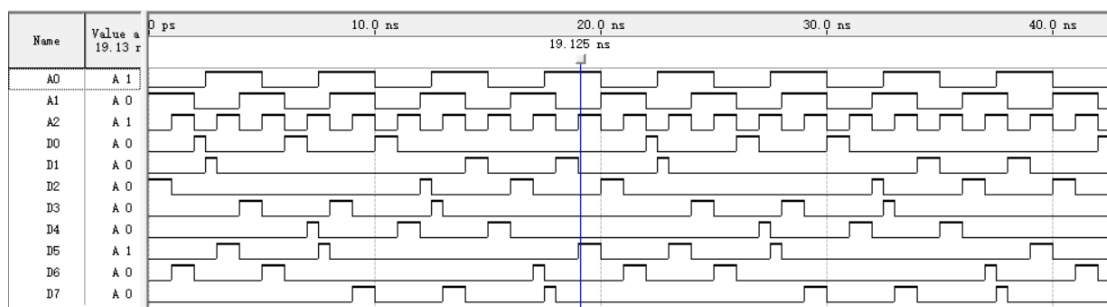 0 ps 10.0 ns 20.0 ns 30.0 ns 40.0 ns
Name Value a
19.13 r
19.125 ns
A0 A 1
A1 A 0
A2 A 1
D0 A 0
D1 A 0
D2 A 0
D3 A 0
D4 A 0
D5 A 1
D6 A 0
D7 A 0